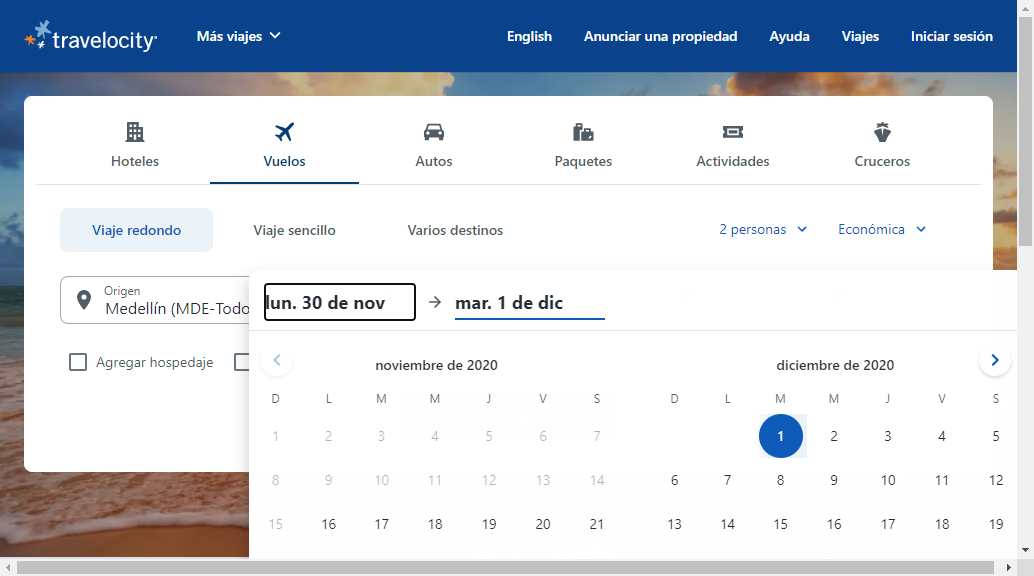 travelocity
Más viajes
English
Anunciar una propiedad
Ayuda
Viajes
Iniciar sesión
Hoteles
Vuelos
Autos
Paquetes
Actividades
Cruceros
Viaje redondo
Viaje sencillo
Varios destinos
2 personas
Económica
Origen
Medellín (MDE-Todo
lun. 30 de nov
mar. 1 de dic
Agregar hospedaje
noviembre de 2020
D L M M J V S
1 2 3 4 5 6 7
8 9 10 11 12 13 14
15 16 17 18 19 20 21
diciembre de 2020
D L M M J V S
1 2 3 4 5
6 7 8 9 10 11 12
13 14 15 16 17 18 19